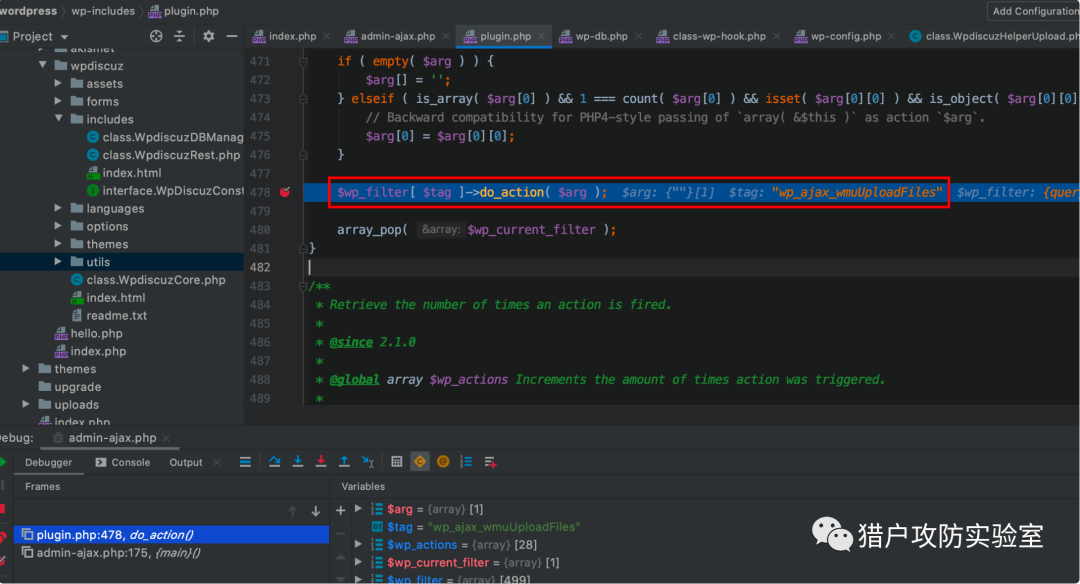 wordpress › wp-includes › plugin.php
Add Configuration
Project
index.php
admin-ajax.php
plugin.php
wp-db.php
class-wp-hook.php
wp-config.php
class.WpdiscuzHelperUpload.ph
akismet
wpdiscuz
assets
forms
includes
class.WpdiscuzDBManag
class.WpdiscuzRest.php
index.html
interface.WpDiscuzConst
languages
options
themes
utils
class.WpdiscuzCore.php
index.html
readme.txt
hello.php
index.php
themes
upgrade
uploads
index.php
471 if ( empty( $arg ) ) {
472 $arg[] = '';
473 } elseif ( is_array( $arg[0] ) && 1 === count( $arg[0] ) && isset( $arg[0][0] ) && is_object( $arg[0][0]
474 // Backward compatibility for PHP4-style passing of `array( &$this )` as action `$arg`.
475 $arg[0] = $arg[0][0];
476 }
477
478 $wp_filter[ $tag ]->do_action( $arg ); $arg: {""}[1] $tag: "wp_ajax_wmuUploadFiles" $wp_filter: {quer
479
480 array_pop( &array: $wp_current_filter );
481 }
482
483 /**
484 * Retrieve the number of times an action is fired.
485 *
486 * @since 2.1.0
487 *
488 * @global array $wp_actions Increments the amount of times action was triggered.
489 *
ebug: admin-ajax.php
Debugger Console Output
Frames
Variables
plugin.php:478, do_action()
admin-ajax.php:175, {main}()
$arg = {array} [1]
$tag = "wp_ajax_wmuUploadFiles"
$wp_actions = {array} [28]
$wp_current_filter = {array} [1]
$wp_filter = {array} [499]
猎户攻防实验室